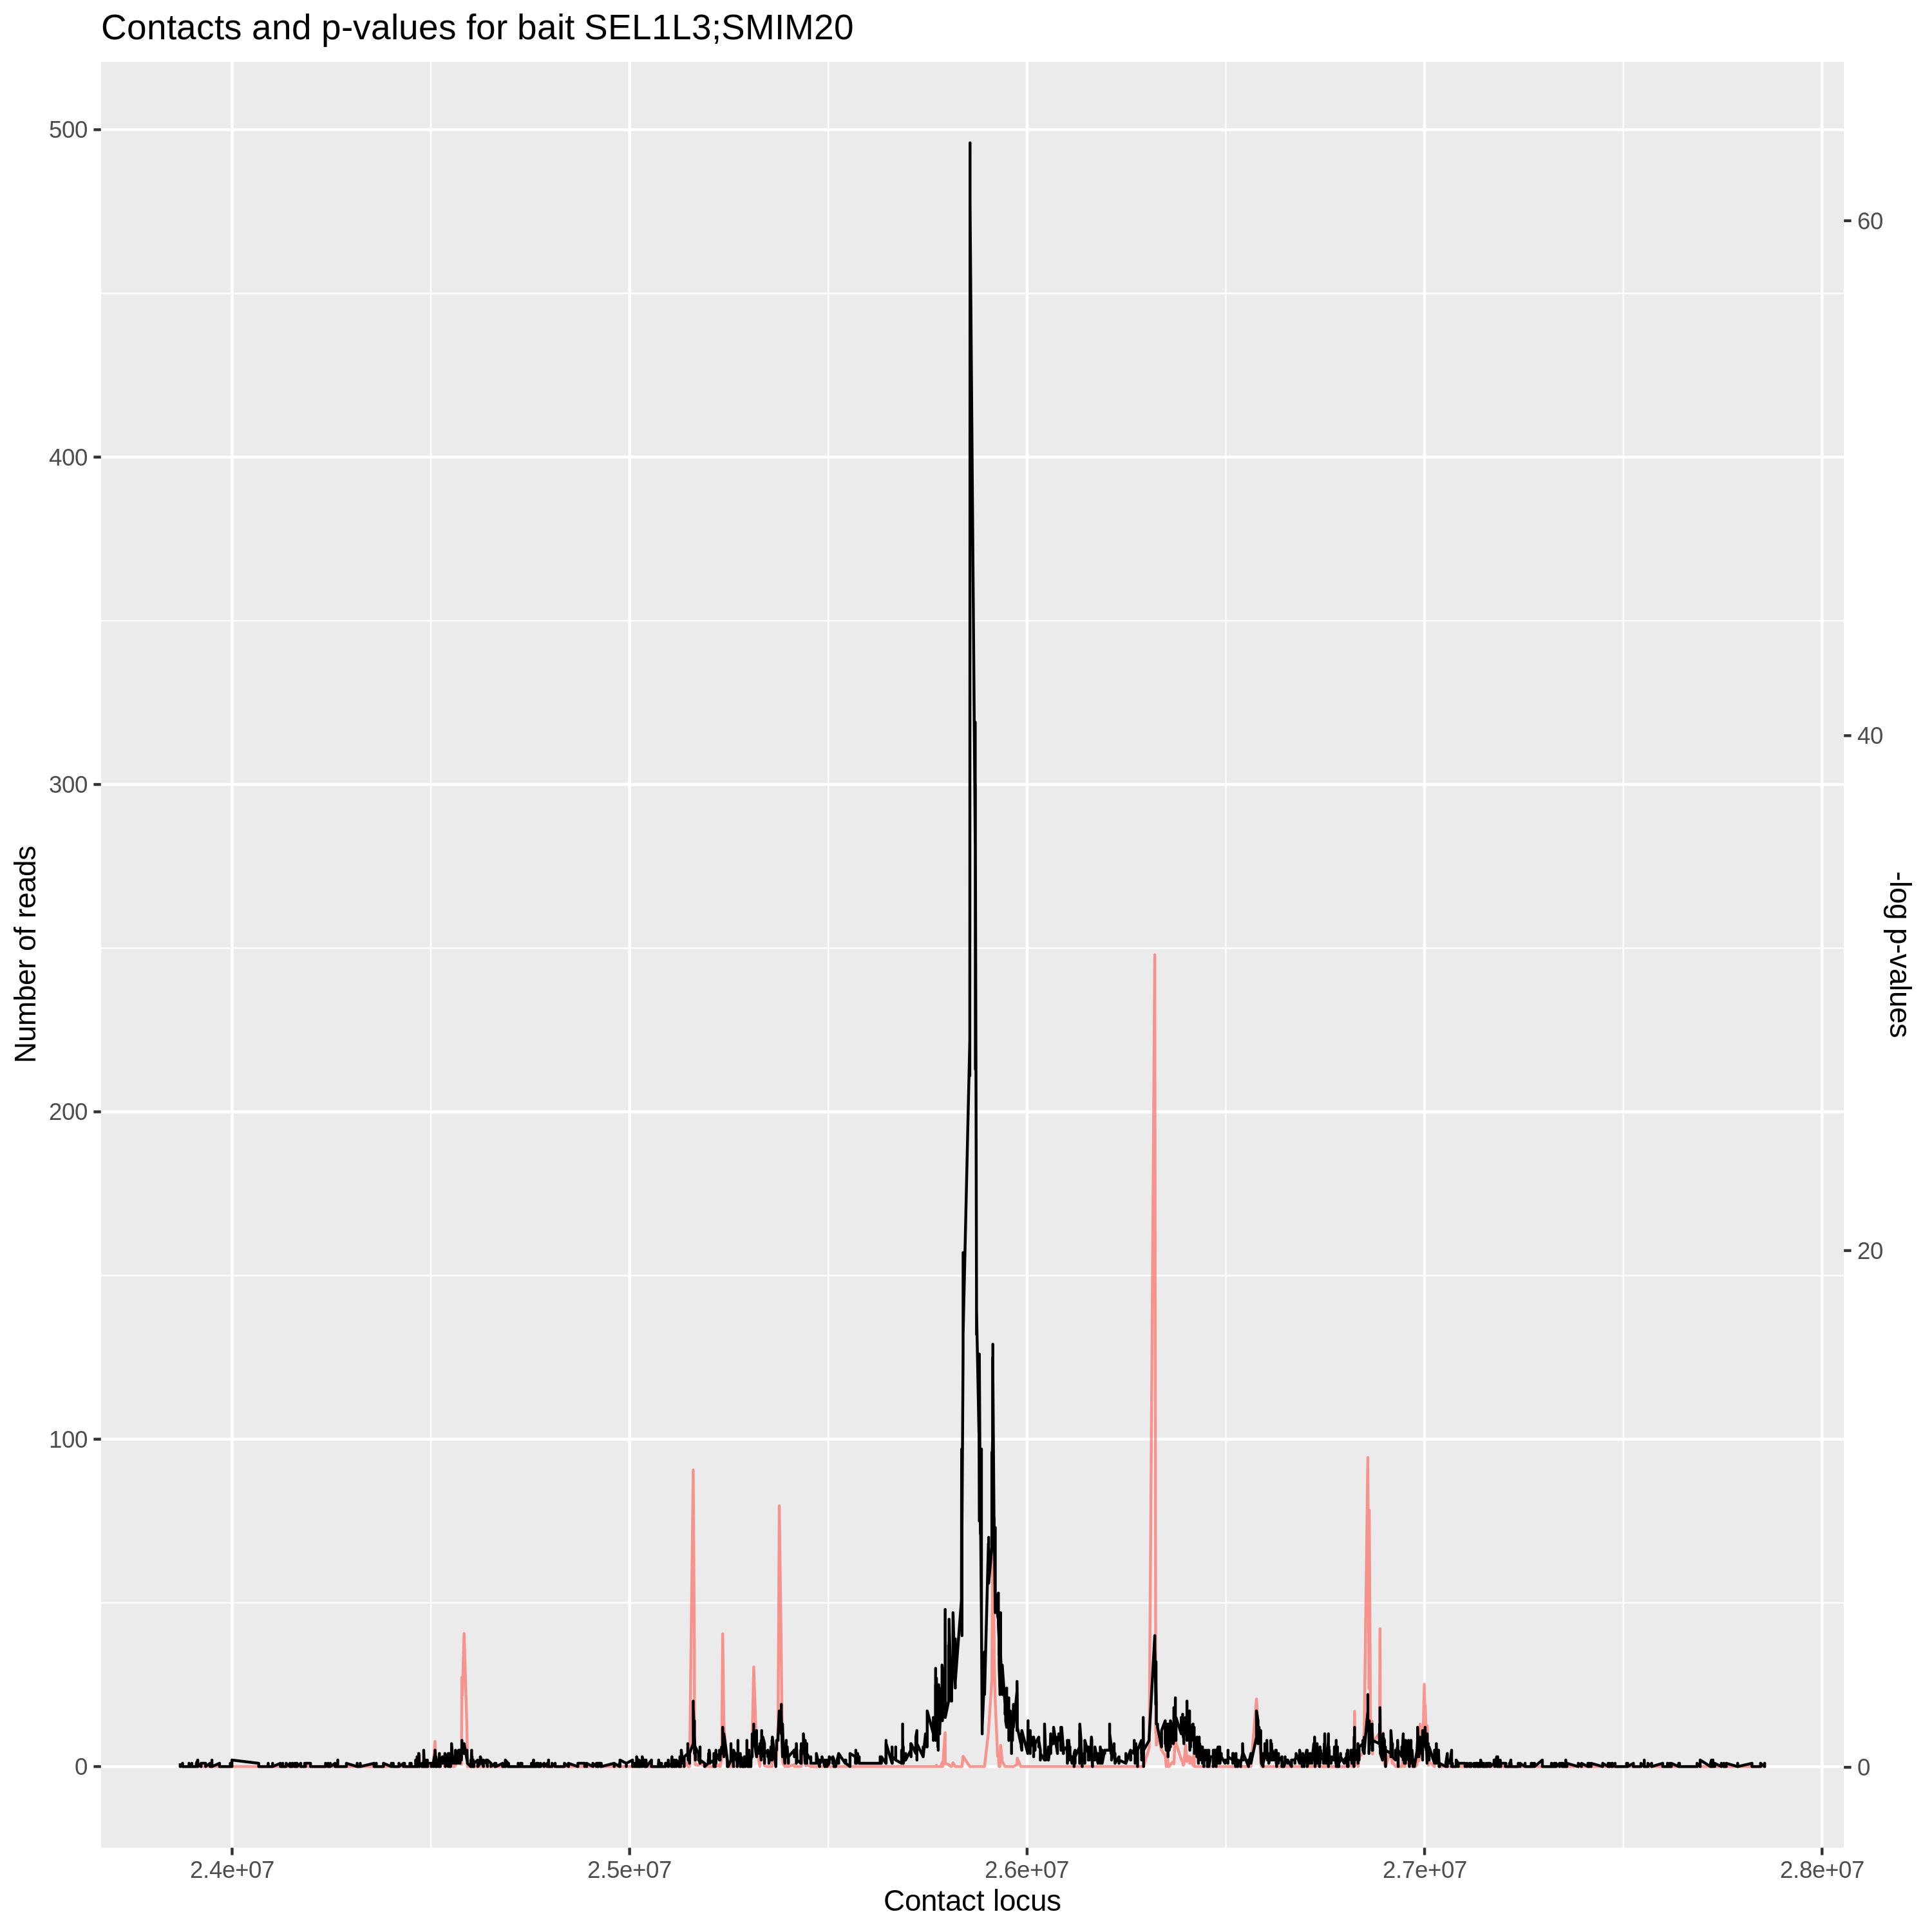 Contacts and p-values for bait SEL1L3;SMIM20
500
400
300
200
100
0
Number of reads
60
40
20
0
-log p-values
2.4e+07
2.5e+07
2.6e+07
2.7e+07
2.8e+07
Contact locus